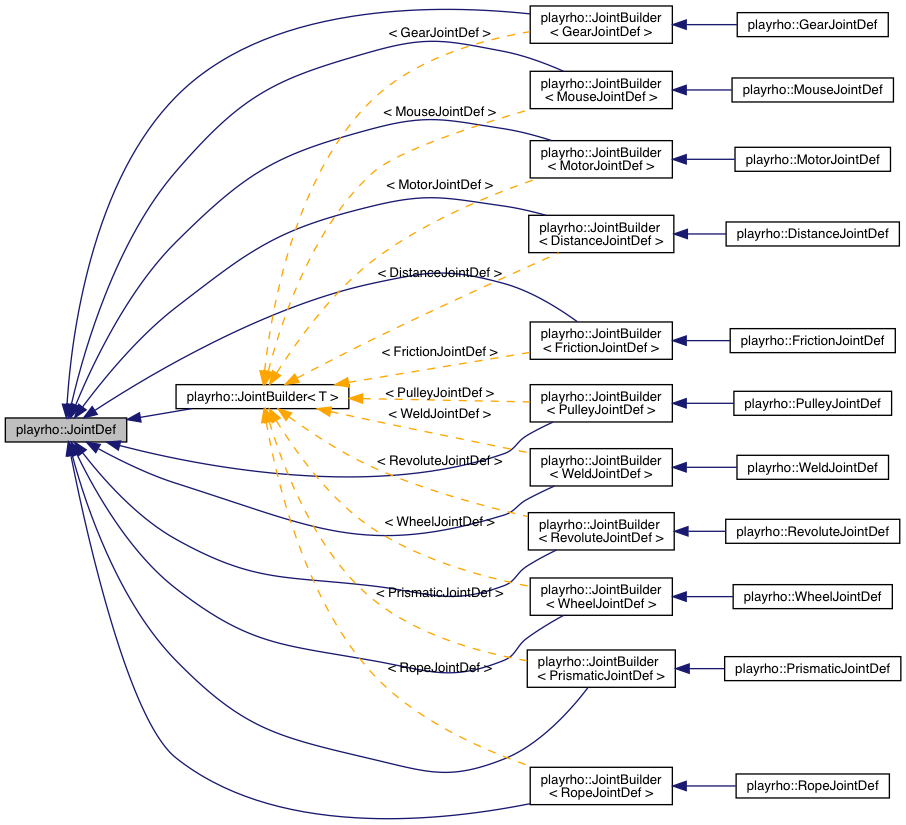 playrho::JointBuilder
< GearJointDef >
playrho::GearJointDef
< GearJointDef >
playrho::JointBuilder
< MouseJointDef >
playrho::MouseJointDef
< MouseJointDef >
playrho::JointBuilder
< MotorJointDef >
playrho::MotorJointDef
< MotorJointDef >
playrho::JointBuilder
< DistanceJointDef >
playrho::DistanceJointDef
< DistanceJointDef >
playrho::JointBuilder
< FrictionJointDef >
playrho::FrictionJointDef
< FrictionJointDef >
playrho::JointBuilder< T >
< PulleyJointDef >
playrho::JointBuilder
< PulleyJointDef >
playrho::PulleyJointDef
< WeldJointDef >
playrho::JointDef
playrho::JointBuilder
< WeldJointDef >
playrho::WeldJointDef
< RevoluteJointDef >
playrho::JointBuilder
< RevoluteJointDef >
playrho::RevoluteJointDef
< WheelJointDef >
playrho::JointBuilder
< WheelJointDef >
playrho::WheelJointDef
< PrismaticJointDef >
playrho::JointBuilder
< PrismaticJointDef >
playrho::PrismaticJointDef
< RopeJointDef >
playrho::JointBuilder
< RopeJointDef >
playrho::RopeJointDef